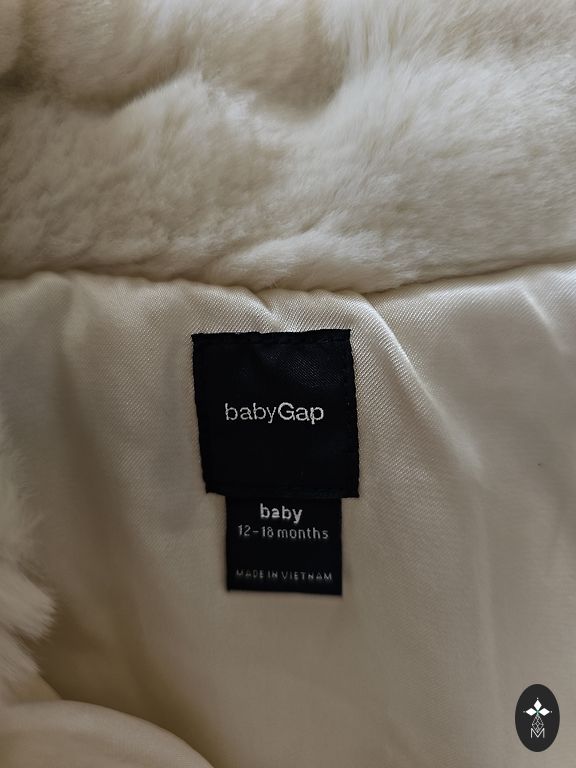 babyGap
baby
12-18 months
MADE IN VIETNAM
M